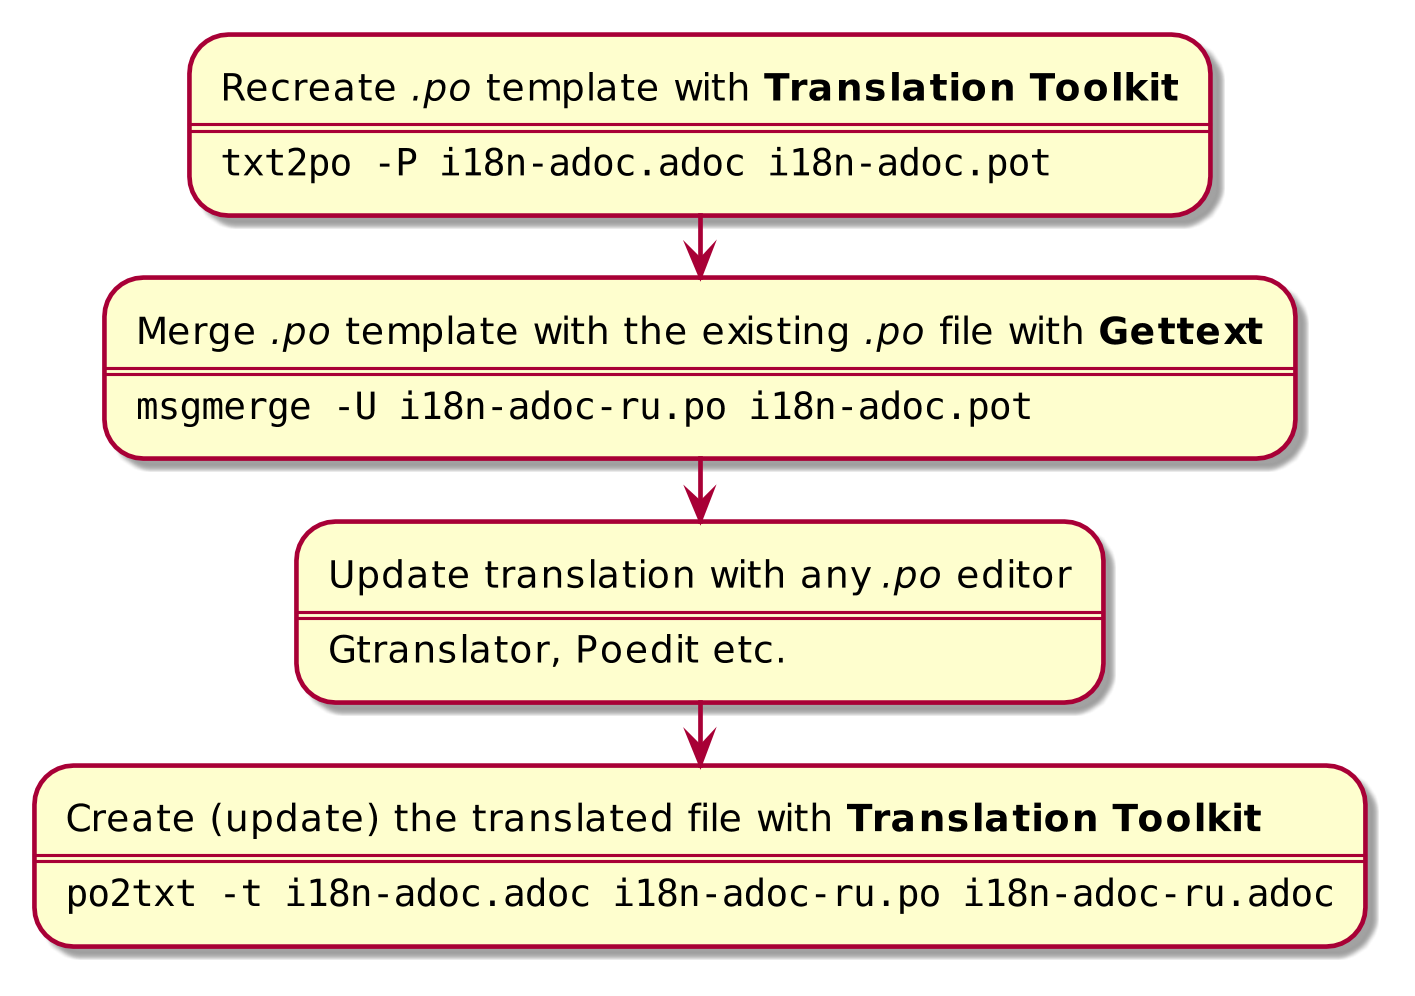 Recreate .po template with Translation Toolkit
txt2po -P i18n-adoc.adoc i18n-adoc.pot
Merge .po template with the existing .po file with Gettext
msgmerge -U i18n-adoc-ru.po i18n-adoc.pot
Update translation with any .po editor
Gtranslator, Poedit etc.
Create (update) the translated file with Translation Toolkit
po2txt -t i18n-adoc.adoc i18n-adoc-ru.po i18n-adoc-ru.adoc